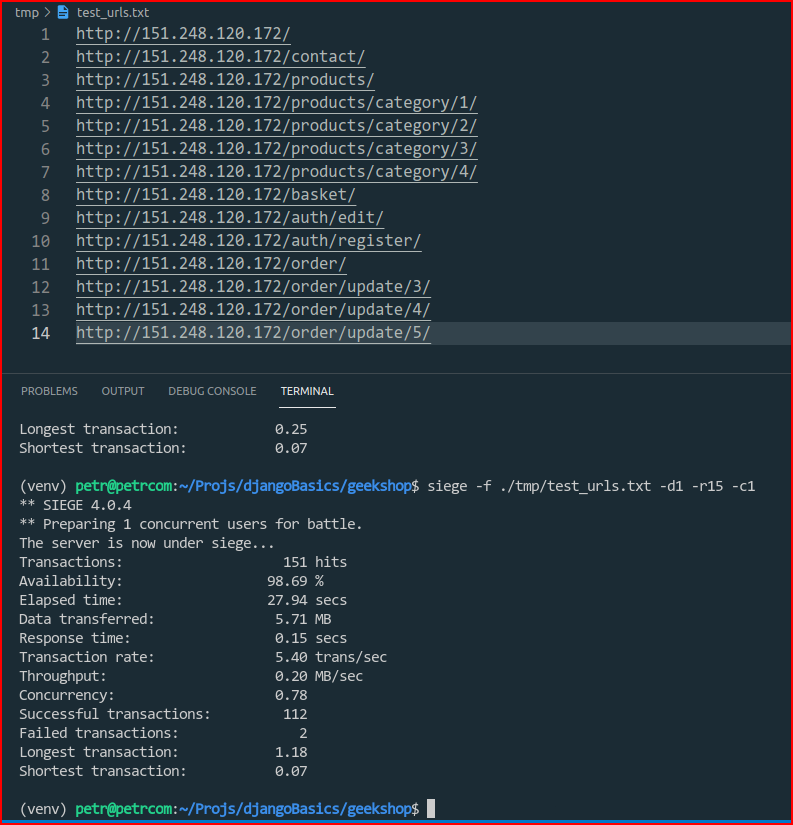 tmp > test_urls.txt
1 http://151.248.120.172/
2 http://151.248.120.172/contact/
3 http://151.248.120.172/products/
4 http://151.248.120.172/products/category/1/
5 http://151.248.120.172/products/category/2/
6 http://151.248.120.172/products/category/3/
7 http://151.248.120.172/products/category/4/
8 http://151.248.120.172/basket/
9 http://151.248.120.172/auth/edit/
10 http://151.248.120.172/auth/register/
11 http://151.248.120.172/order/
12 http://151.248.120.172/order/update/3/
13 http://151.248.120.172/order/update/4/
14 http://151.248.120.172/order/update/5/
PROBLEMS OUTPUT DEBUG CONSOLE TERMINAL
Longest transaction: 0.25
Shortest transaction: 0.07
(venv) petr@petrcom:~/Projs/djangoBasics/geekshop$ siege -f ./tmp/test_urls.txt -d1 -r15 -c1
** SIEGE 4.0.4
** Preparing 1 concurrent users for battle.
The server is now under siege...
Transactions: 151 hits
Availability: 98.69 %
Elapsed time: 27.94 secs
Data transferred: 5.71 MB
Response time: 0.15 secs
Transaction rate: 5.40 trans/sec
Throughput: 0.20 MB/sec
Concurrency: 0.78
Successful transactions: 112
Failed transactions: 2
Longest transaction: 1.18
Shortest transaction: 0.07
(venv) petr@petrcom:~/Projs/djangoBasics/geekshop$